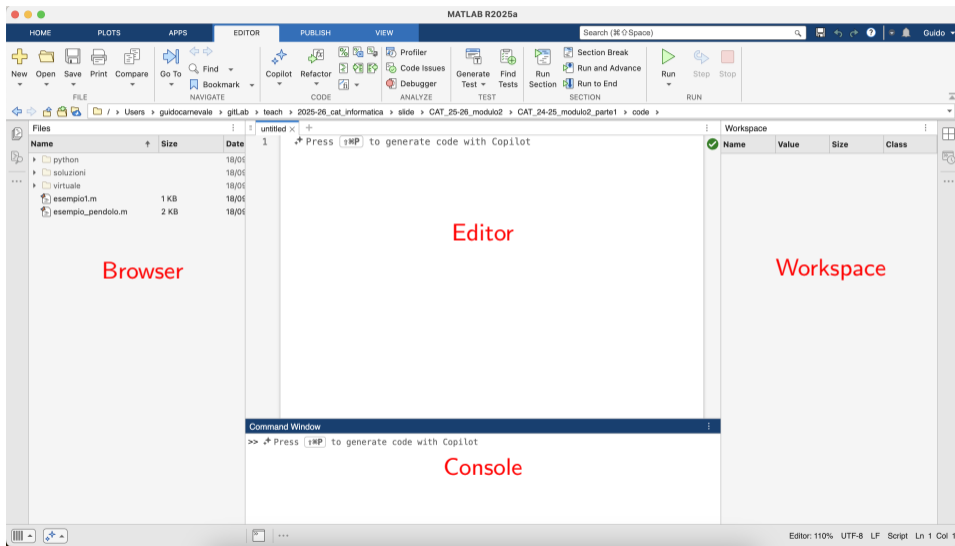 MATLAB R2025a
HOME PLOTS APPS EDITOR PUBLISH VIEW Search (⌘⇧Space) Guido
New Open Save Print Compare Go To Find Bookmark Copilot Refactor Profiler Code Issues Debugger Generate Test Find Tests Run Section Section Break Run and Advance Run to End Run Step Stop
FILE NAVIGATE CODE ANALYZE TEST SECTION RUN
/ › Users › guidocarnevale › gitLab › teach › 2025-26_cat_informatica › slide › CAT_25-26_modulo2 › CAT_24-25_modulo2_parte1 › code ›
Files
Name Size Date
python 18/09
soluzioni 18/09
virtuale 18/09
esempio1.m 1 KB 18/09
esempio_pendolo.m 2 KB 18/09
Browser
untitled × +
1 Press ⇧⌘P to generate code with Copilot
Editor
Workspace
Name Value Size Class
Workspace
Command Window
>> Press ⇧⌘P to generate code with Copilot
Console
Editor: 110% UTF-8 LF Script Ln 1 Col 1